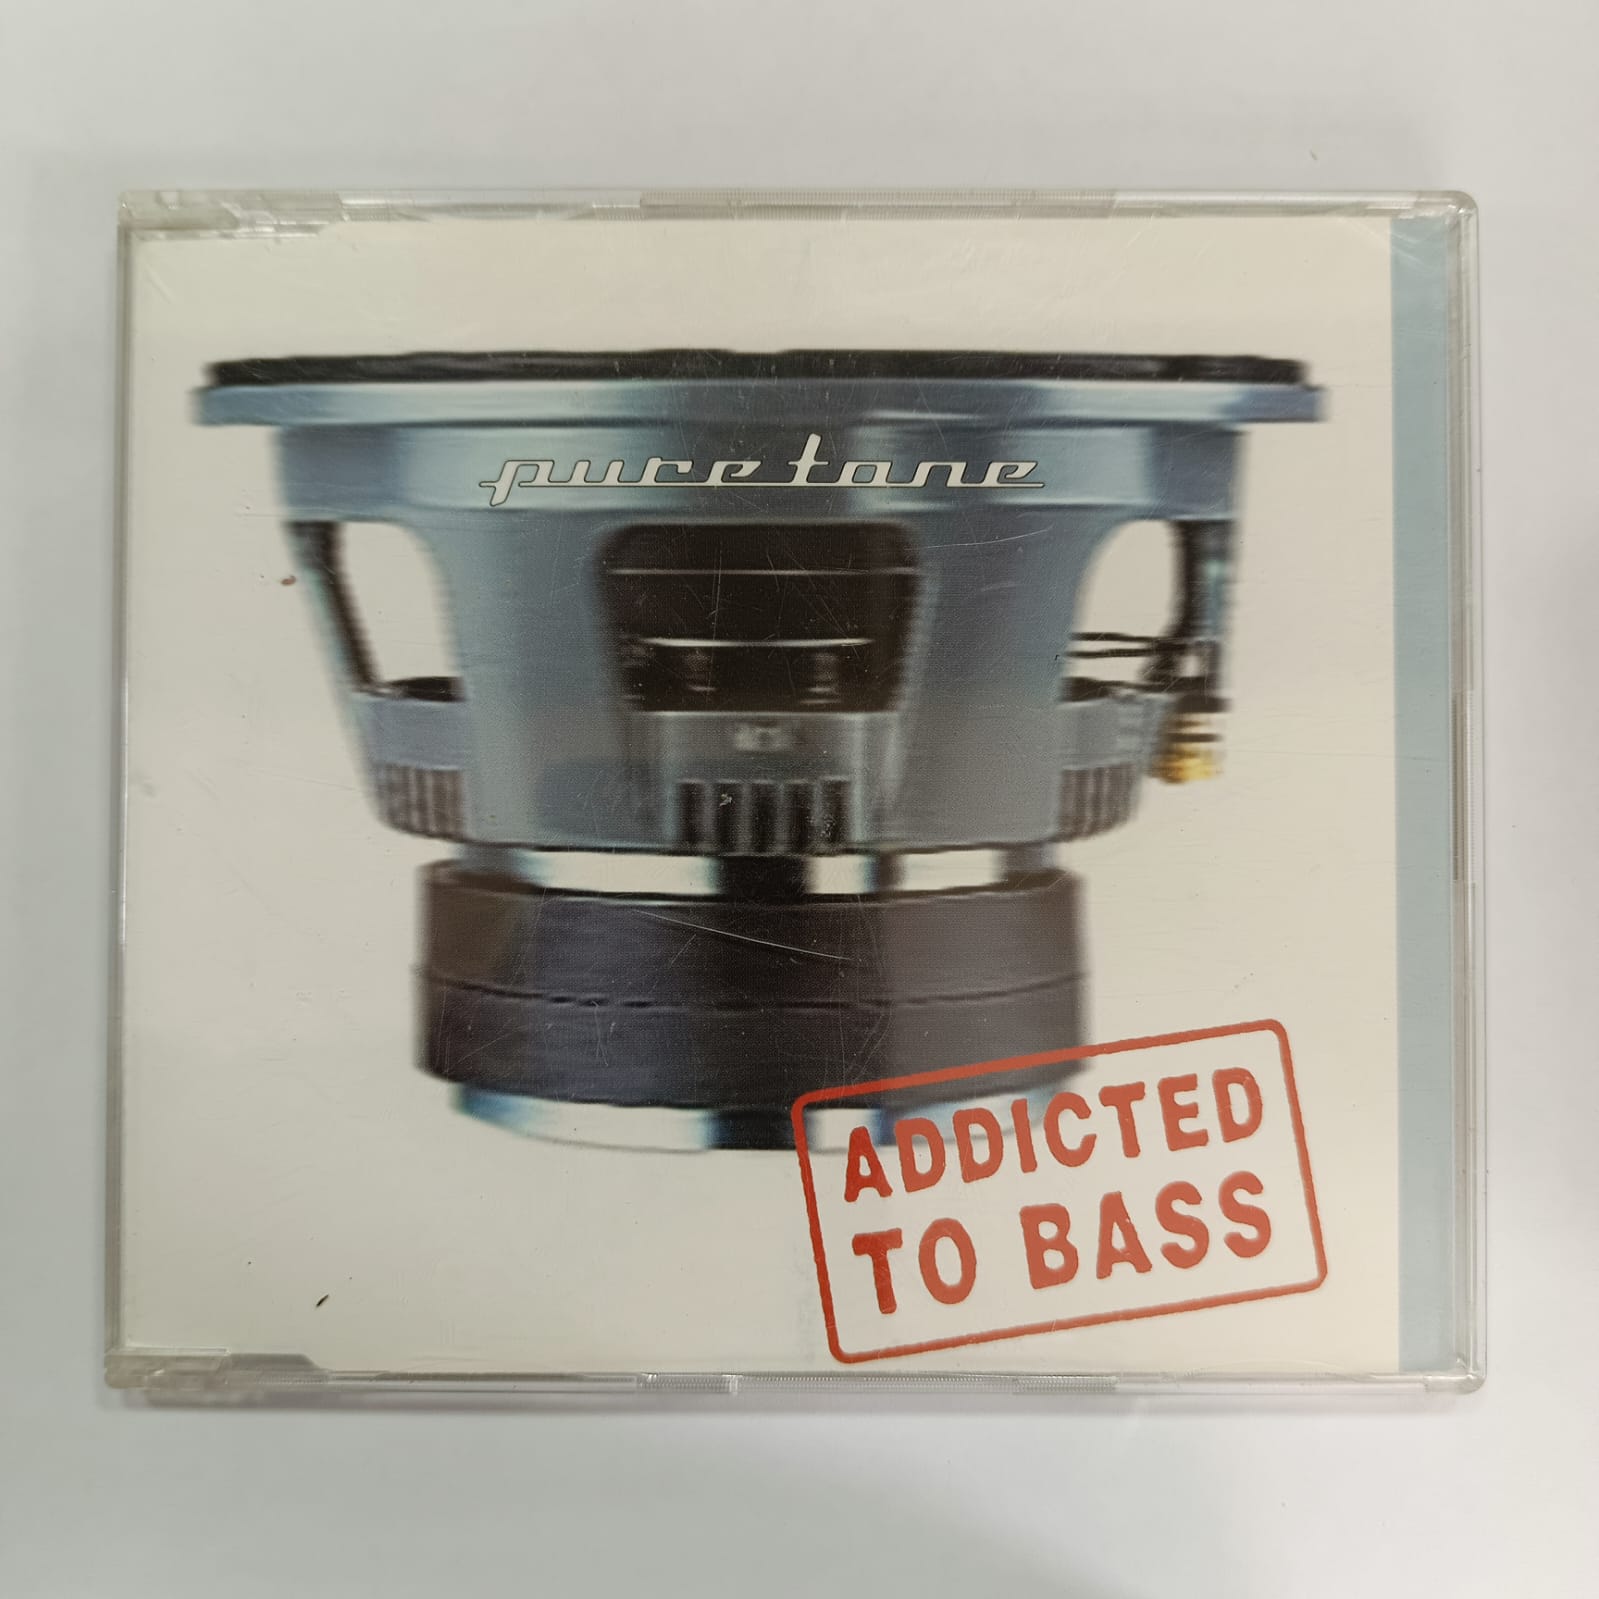 puretone
ADDICTED
TO BASS